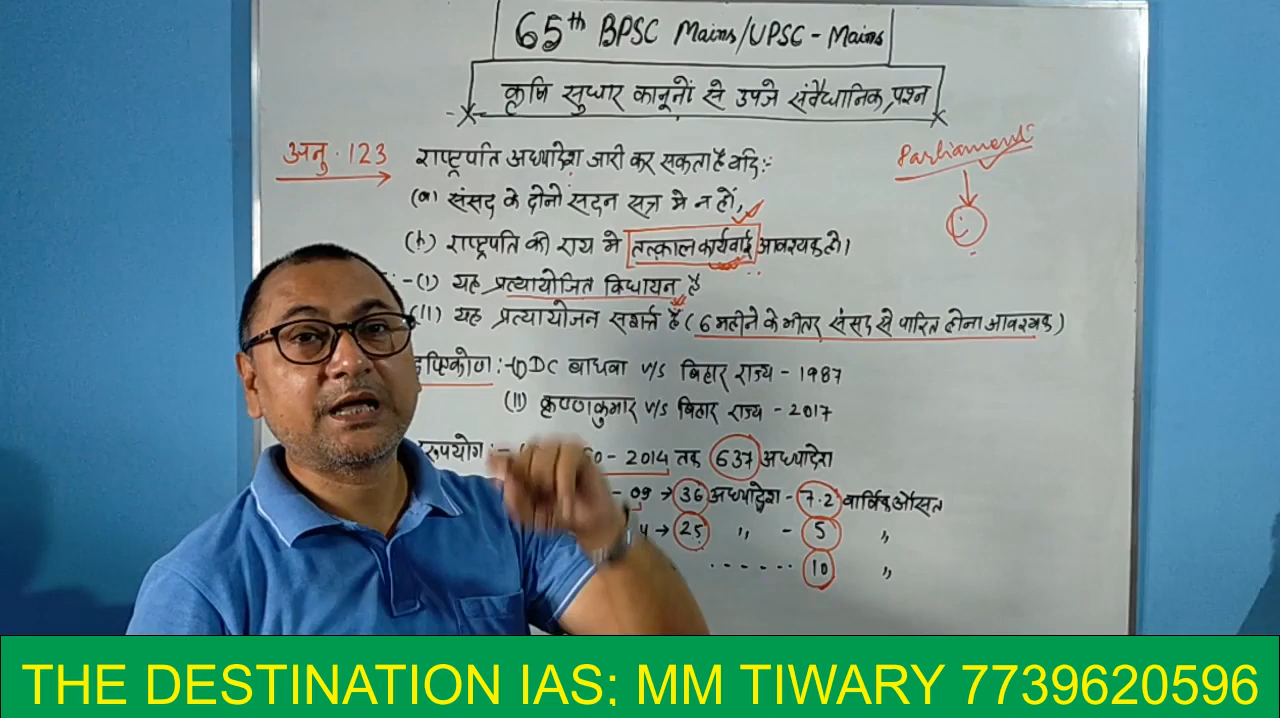 65th BPSC Mains/UPSC - Mains
कृषि सुधार कानूनों से उपजे संवैधानिक प्रश्न
Parliament
अनु. 123 राष्ट्रपति अध्यादेश जारी कर सकता है यदि :-
(a) संसद के दोनो सदन सत्र मे न हों,
(b) राष्ट्रपति की राय मे तत्काल कार्यवाई आवश्यक हो।
:-(i) यह प्रत्यायोजित विधायन है
(ii) यह प्रत्यायोजन सशर्त्त है (6 महीने के भीतर संसद से पारित होना आवश्यक)
:-(i) DC बाधवा v/s बिहार राज्य - 1987
(ii) कृष्णाकुमार v/s बिहार राज्य - 2017
- 2014 तक 637 अध्यादेश
- 09 → 36 अध्यादेश - 7.2 वार्षिक औसत
4 → 25 " - 5 "
...... 10 "
THE DESTINATION IAS; MM TIWARY 7739620596